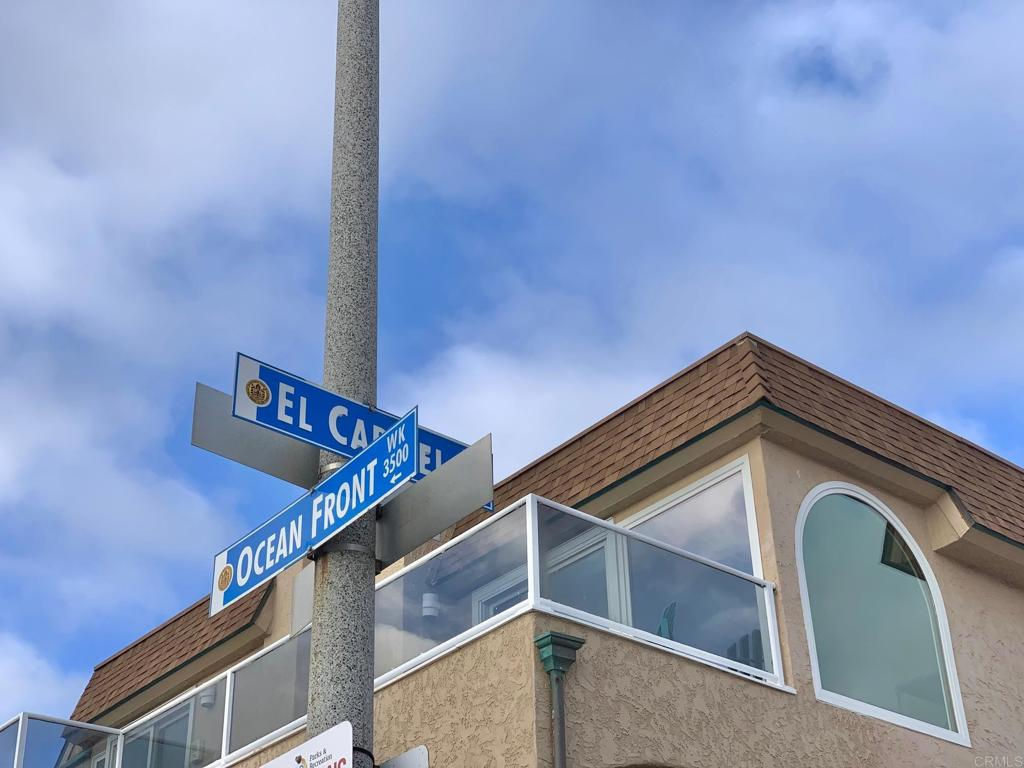 EL CAR
EL
OCEAN FRONT WK
3500
←
Parks &
Recreation
CRMLS